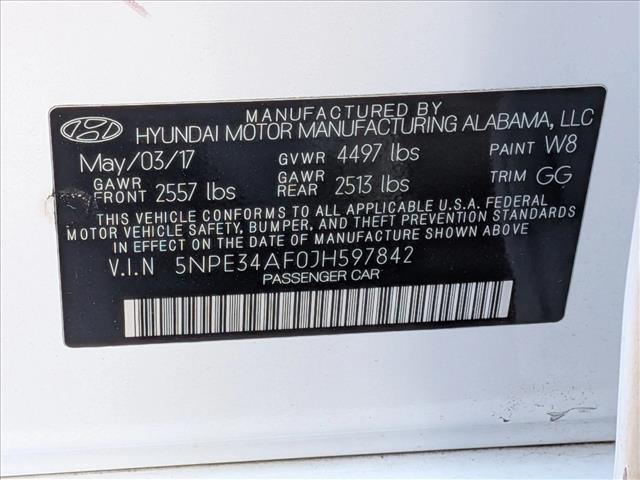 MANUFACTURED BY
HYUNDAI MOTOR MANUFACTURING ALABAMA, LLC
May/03/17 GVWR 4497 lbs PAINT W8
GAWR FRONT 2557 lbs GAWR REAR 2513 lbs TRIM GG
THIS VEHICLE CONFORMS TO ALL APPLICABLE U.S.A. FEDERAL
MOTOR VEHICLE SAFETY, BUMPER, AND THEFT PREVENTION STANDARDS
IN EFFECT ON THE DATE OF MANUFACTURE SHOWN ABOVE
V.I.N 5NPE34AF0JH597842
PASSENGER CAR